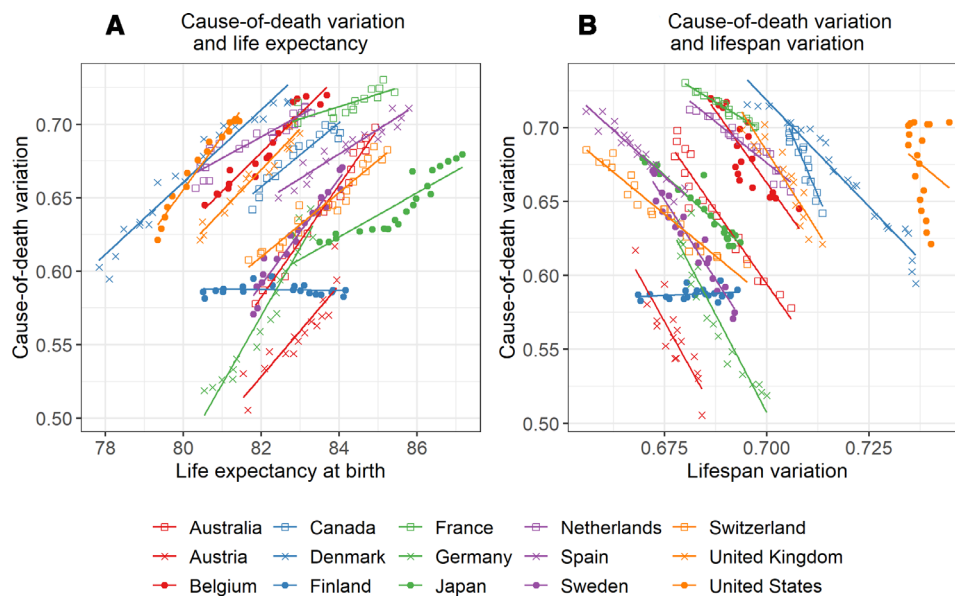 A
Cause-of-death variation
and life expectancy
Cause-of-death variation
0.70
0.65
0.60
0.55
0.50
78
80
82
84
86
Life expectancy at birth
B
Cause-of-death variation
and lifespan variation
Cause-of-death variation
0.70
0.65
0.60
0.55
0.50
0.675
0.700
0.725
Lifespan variation
Australia
Canada
France
Netherlands
Switzerland
Austria
Denmark
Germany
Spain
United Kingdom
Belgium
Finland
Japan
Sweden
United States